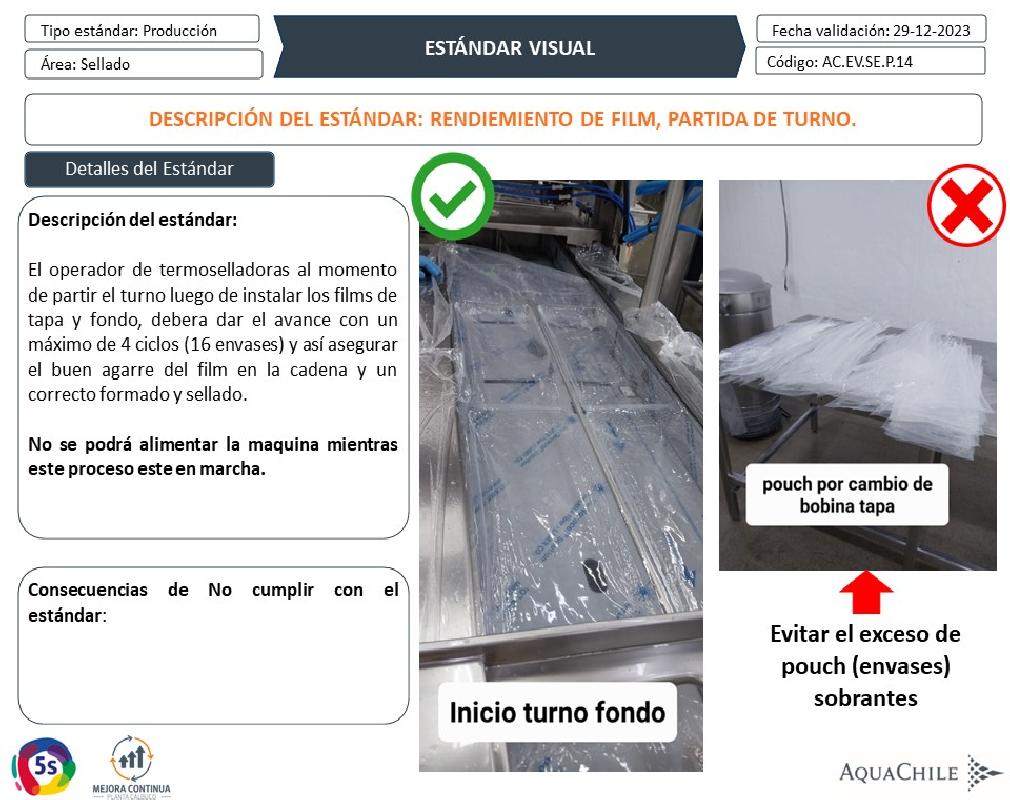 Tipo estándar: Producción
Área: Sellado
ESTÁNDAR VISUAL
Fecha validación: 29-12-2023
Código: AC.EV.SE.P.14
DESCRIPCIÓN DEL ESTÁNDAR: RENDIEMIENTO DE FILM, PARTIDA DE TURNO.
Detalles del Estándar
Descripción del estándar:
El operador de termoselladoras al momento
de partir el turno luego de instalar los films de
tapa y fondo, debera dar el avance con un
máximo de 4 ciclos (16 envases) y así asegurar
el buen agarre del film en la cadena y un
correcto formado y sellado.
No se podrá alimentar la maquina mientras
este proceso este en marcha.
Consecuencias de No cumplir con el
estándar:
Inicio turno fondo
pouch por cambio de
bobina tapa
Evitar el exceso de
pouch (envases)
sobrantes
5s
MEJORA CONTINUA
PLANTA CALBUCO
AQUACHILE